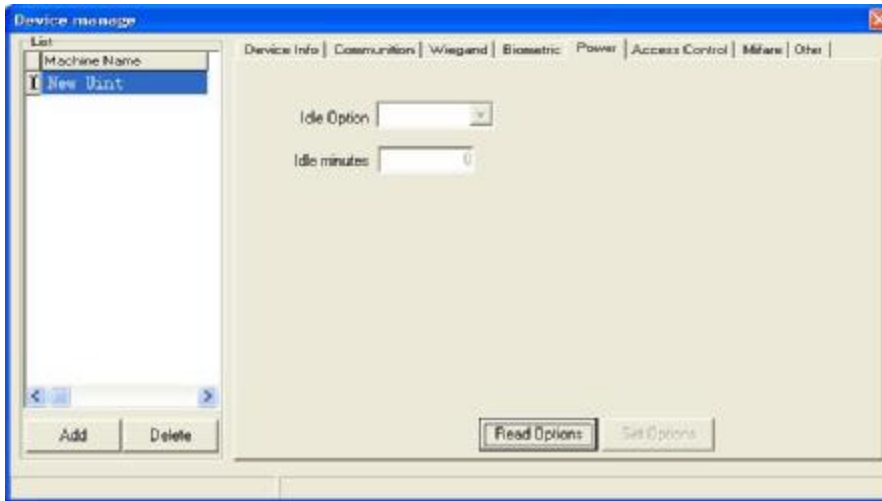 Device manage
List
Machine Name
New Uint
Device Info | Communition | Wiegand | Biometric | Power | Access Control | Mifare | Other
Idle Option
Idle minutes 0
Add Delete
Read Options Set Options